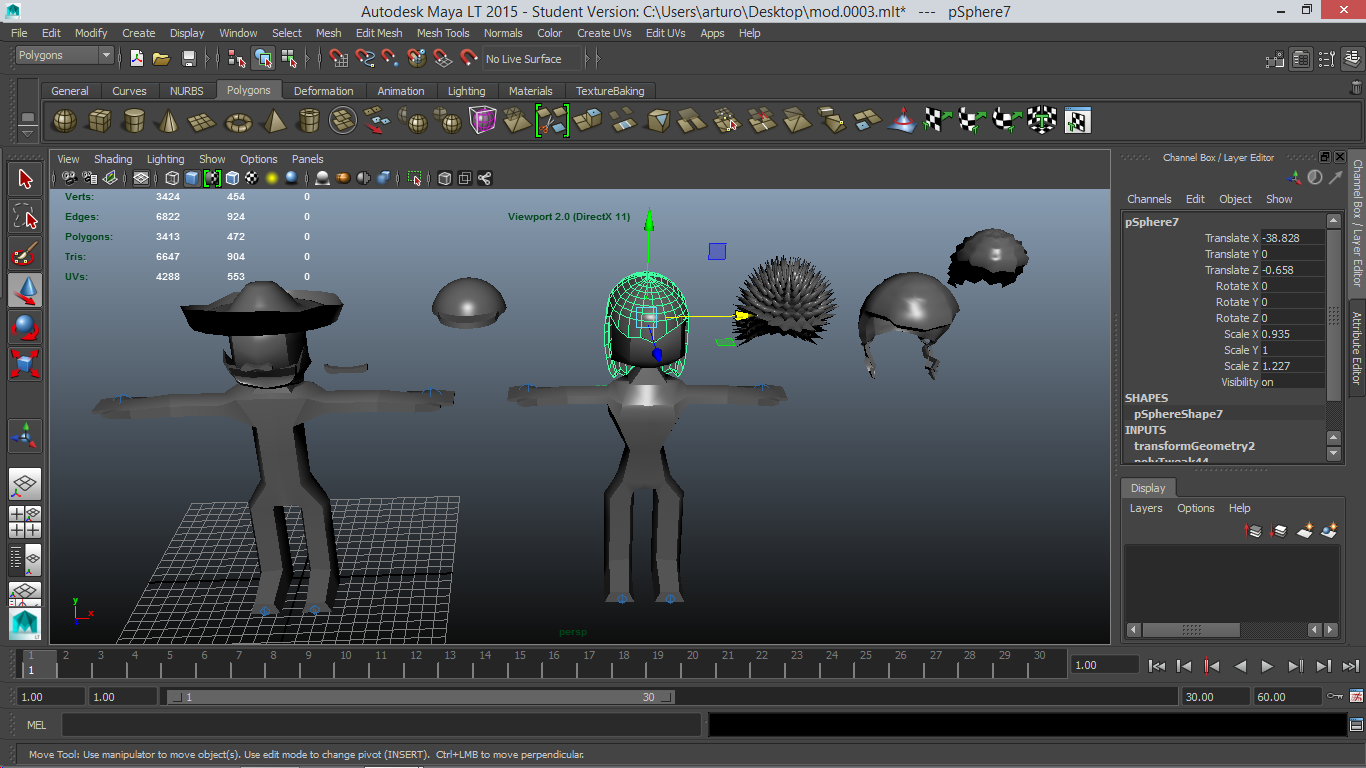 Autodesk Maya LT 2015 - Student Version: C:\Users\arturo\Desktop\mod.0003.mlt* --- pSphere7
File Edit Modify Create Display Window Select Mesh Edit Mesh Mesh Tools Normals Color Create UVs Edit UVs Apps Help
Polygons No Live Surface
General Curves NURBS Polygons Deformation Animation Lighting Materials TextureBaking
View Shading Lighting Show Options Panels
Verts: 3424 454 0
Edges: 6822 924 0
Polygons: 3413 472 0
Tris: 6647 904 0
UVs: 4288 553 0
Viewport 2.0 (DirectX 11)
y
x
persp
Channel Box / Layer Editor
Channels Edit Object Show
pSphere7
Translate X -38.828
Translate Y 0
Translate Z -0.658
Rotate X 0
Rotate Y 0
Rotate Z 0
Scale X 0.935
Scale Y 1
Scale Z 1.227
Visibility on
SHAPES
pSphereShape7
INPUTS
transformGeometry2
polyTweak44
Channel Box / Layer Editor
Attribute Editor
Display
Layers Options Help
LT
1 2 3 4 5 6 7 8 9 10 11 12 13 14 15 16 17 18 19 20 21 22 23 24 25 26 27 28 29 30
1
1.00
1.00 1.00 1 30 30.00 60.00
MEL
Move Tool: Use manipulator to move object(s). Use edit mode to change pivot (INSERT). Ctrl+LMB to move perpendicular.